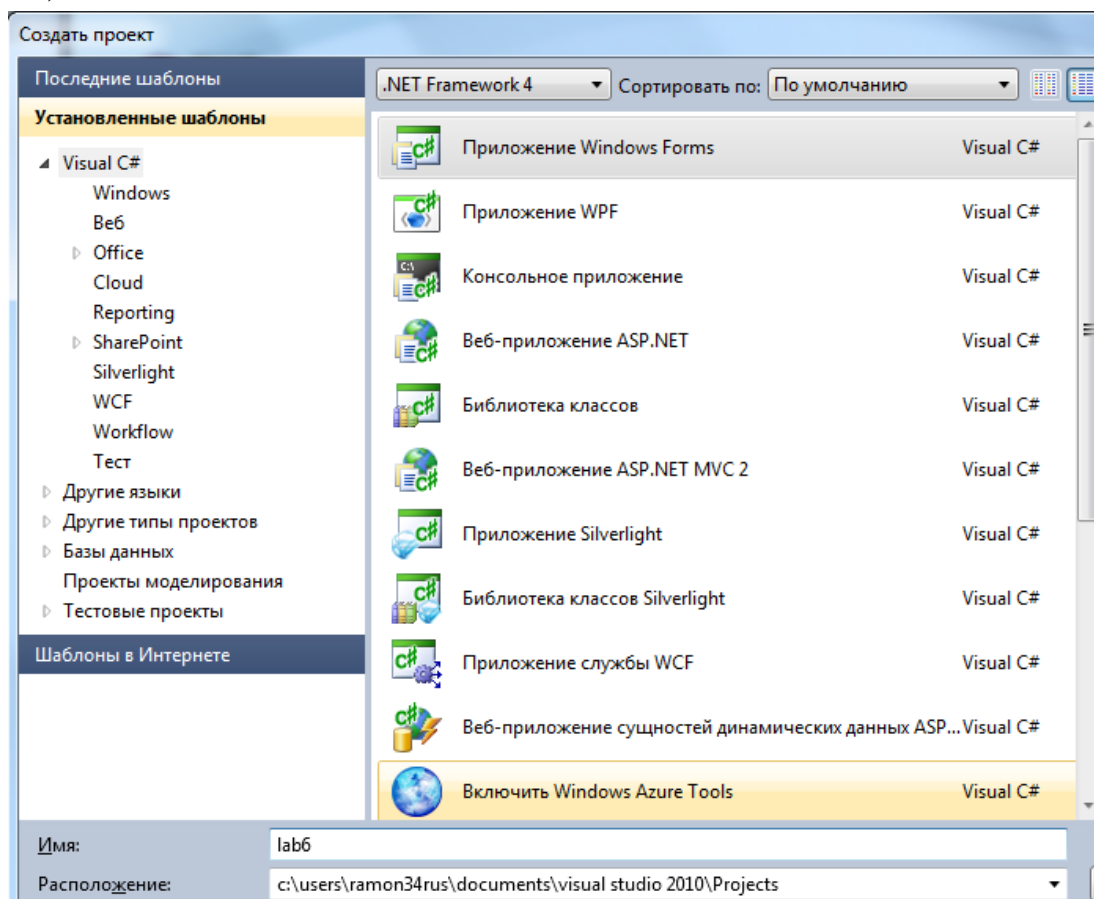 Создать проект
Последние шаблоны
Установленные шаблоны
Visual C#
Windows
Веб
Office
Cloud
Reporting
SharePoint
Silverlight
WCF
Workflow
Тест
Другие языки
Другие типы проектов
Базы данных
Проекты моделирования
Тестовые проекты
Шаблоны в Интернете
.NET Framework 4 Сортировать по: По умолчанию
Приложение Windows Forms Visual C#
Приложение WPF Visual C#
Консольное приложение Visual C#
Веб-приложение ASP.NET Visual C#
Библиотека классов Visual C#
Веб-приложение ASP.NET MVC 2 Visual C#
Приложение Silverlight Visual C#
Библиотека классов Silverlight Visual C#
Приложение службы WCF Visual C#
Веб-приложение сущностей динамических данных ASP... Visual C#
Включить Windows Azure Tools Visual C#
Имя: lab6
Расположение: c:\users\ramon34rus\documents\visual studio 2010\Projects